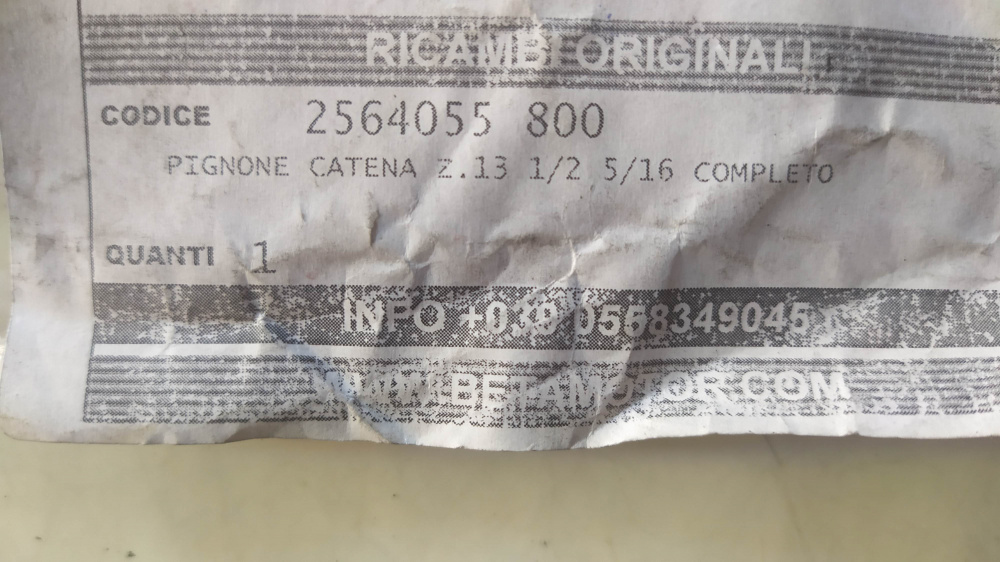 RICAMBI ORIGINALI
CODICE 2564055 800
PIGNONE CATENA Z.13 1/2 5/16 COMPLETO
QUANTI 1
INFO +039 0558349045
WWW.BETAMOTOR.COM